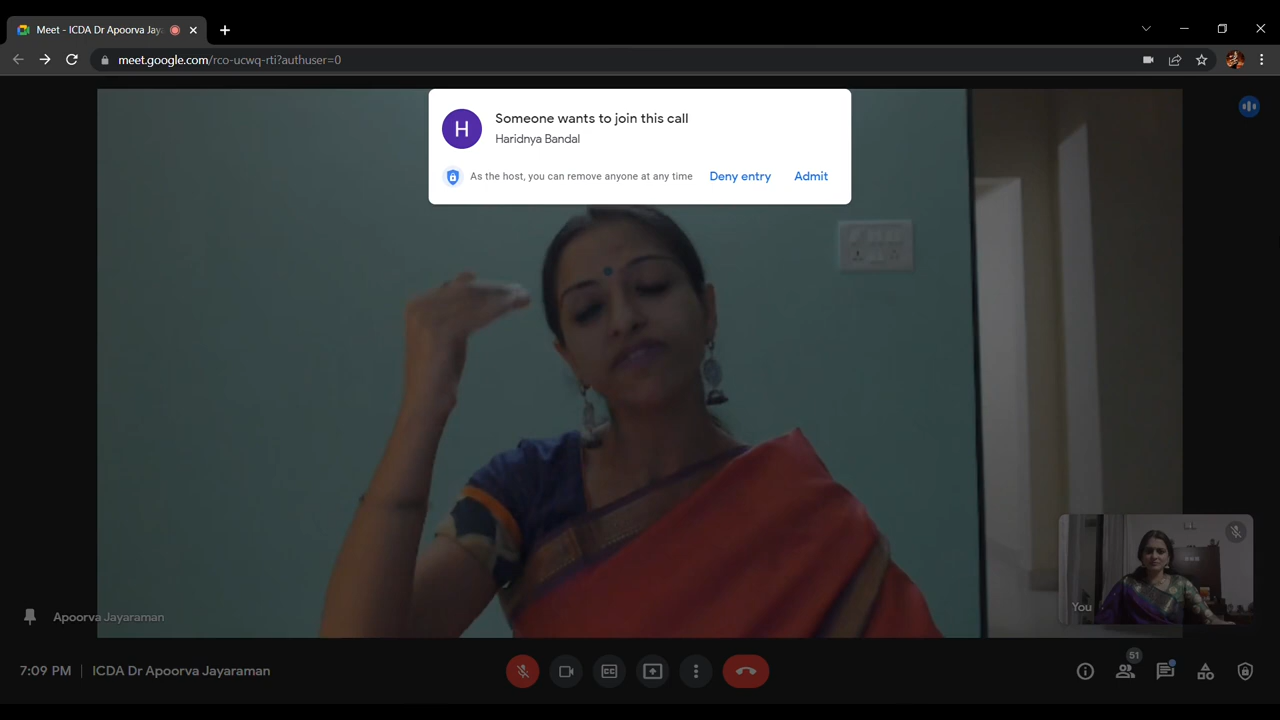 Meet - ICDA Dr Apoorva Jay
meet.google.com/rco-ucwq-rti?authuser=0
Someone wants to join this call
H
Haridnya Bandal
As the host, you can remove anyone at any time
Deny entry
Admit
You
Apoorva Jayaraman
51
7:09 PM
ICDA Dr Apoorva Jayaraman
CC